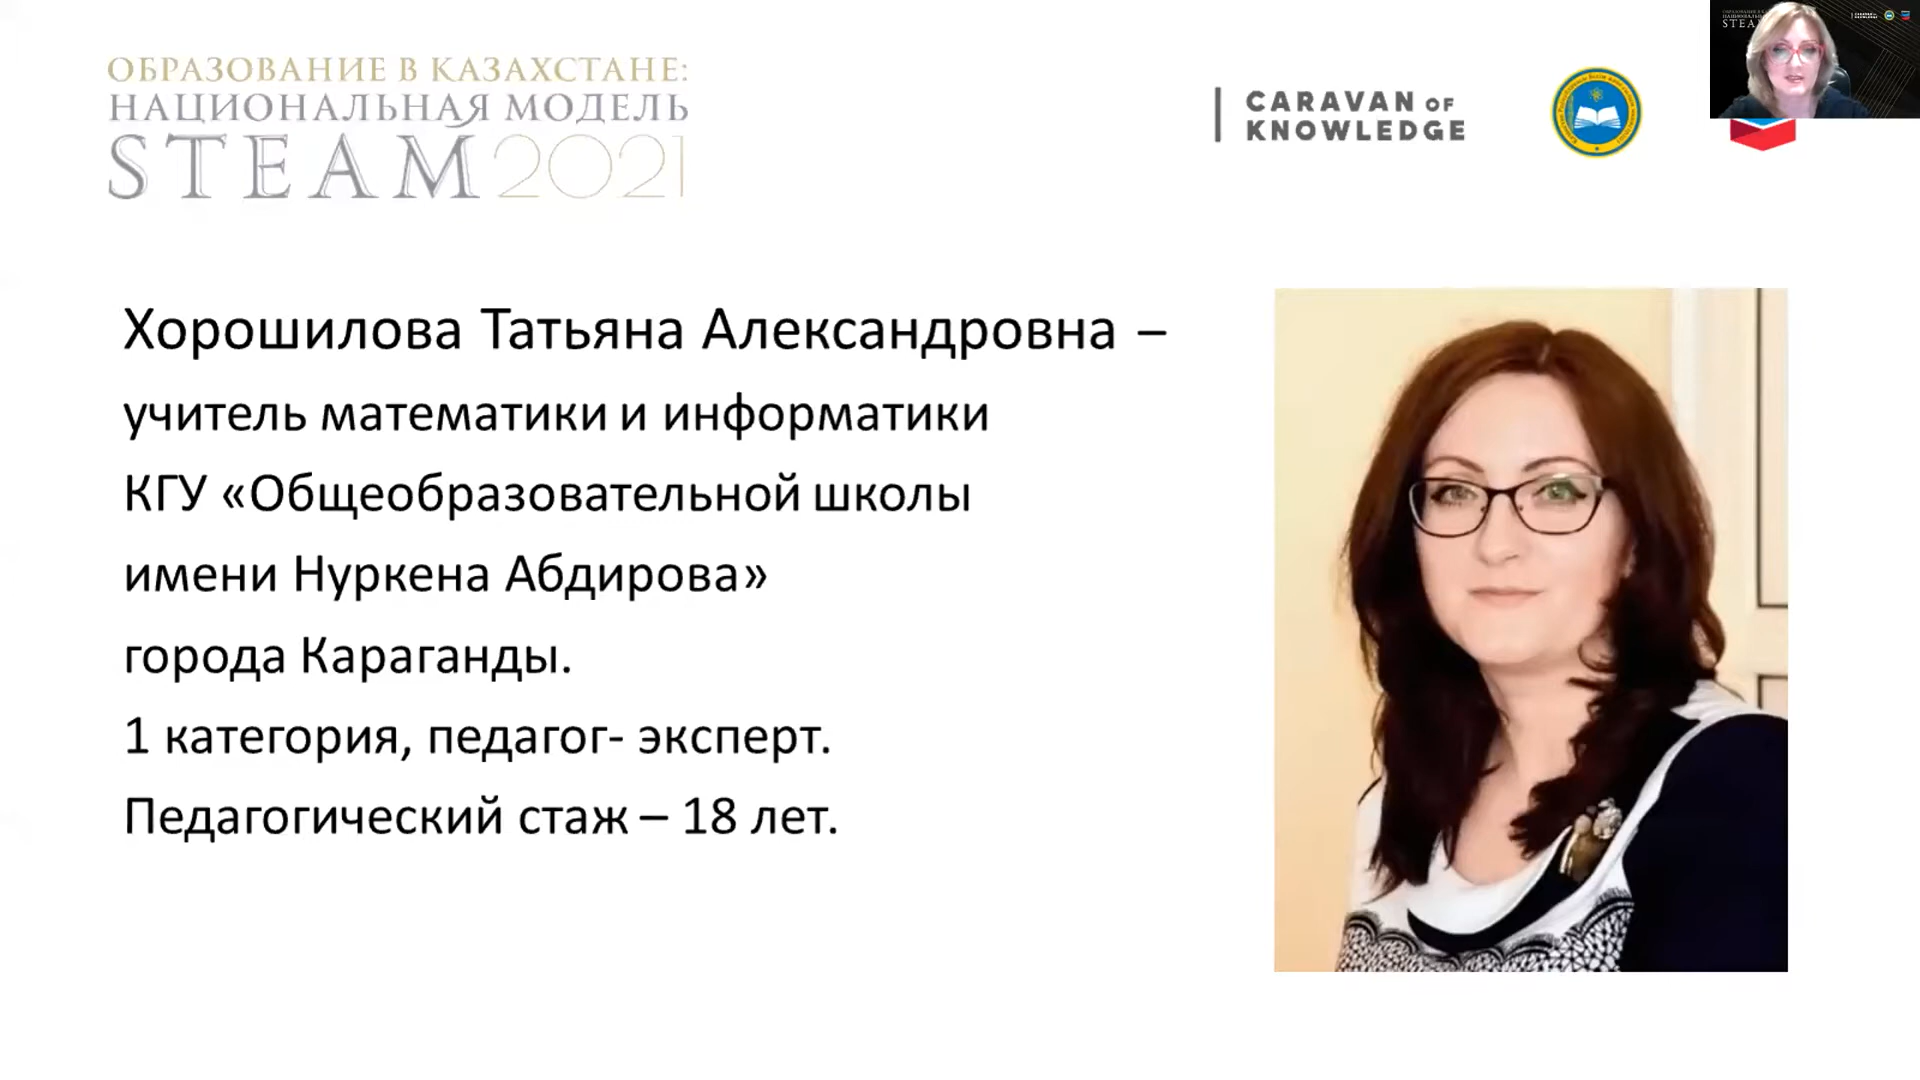 ОБРАЗОВАНИЕ В КАЗАХСТАНЕ:
НАЦИОНАЛЬНАЯ МОДЕЛЬ
STEAM 2021
CARAVAN OF
KNOWLEDGE
Хорошилова Татьяна Александровна –
учитель математики и информатики
КГУ «Общеобразовательной школы
имени Нуркена Абдирова»
города Караганды.
1 категория, педагог- эксперт.
Педагогический стаж – 18 лет.